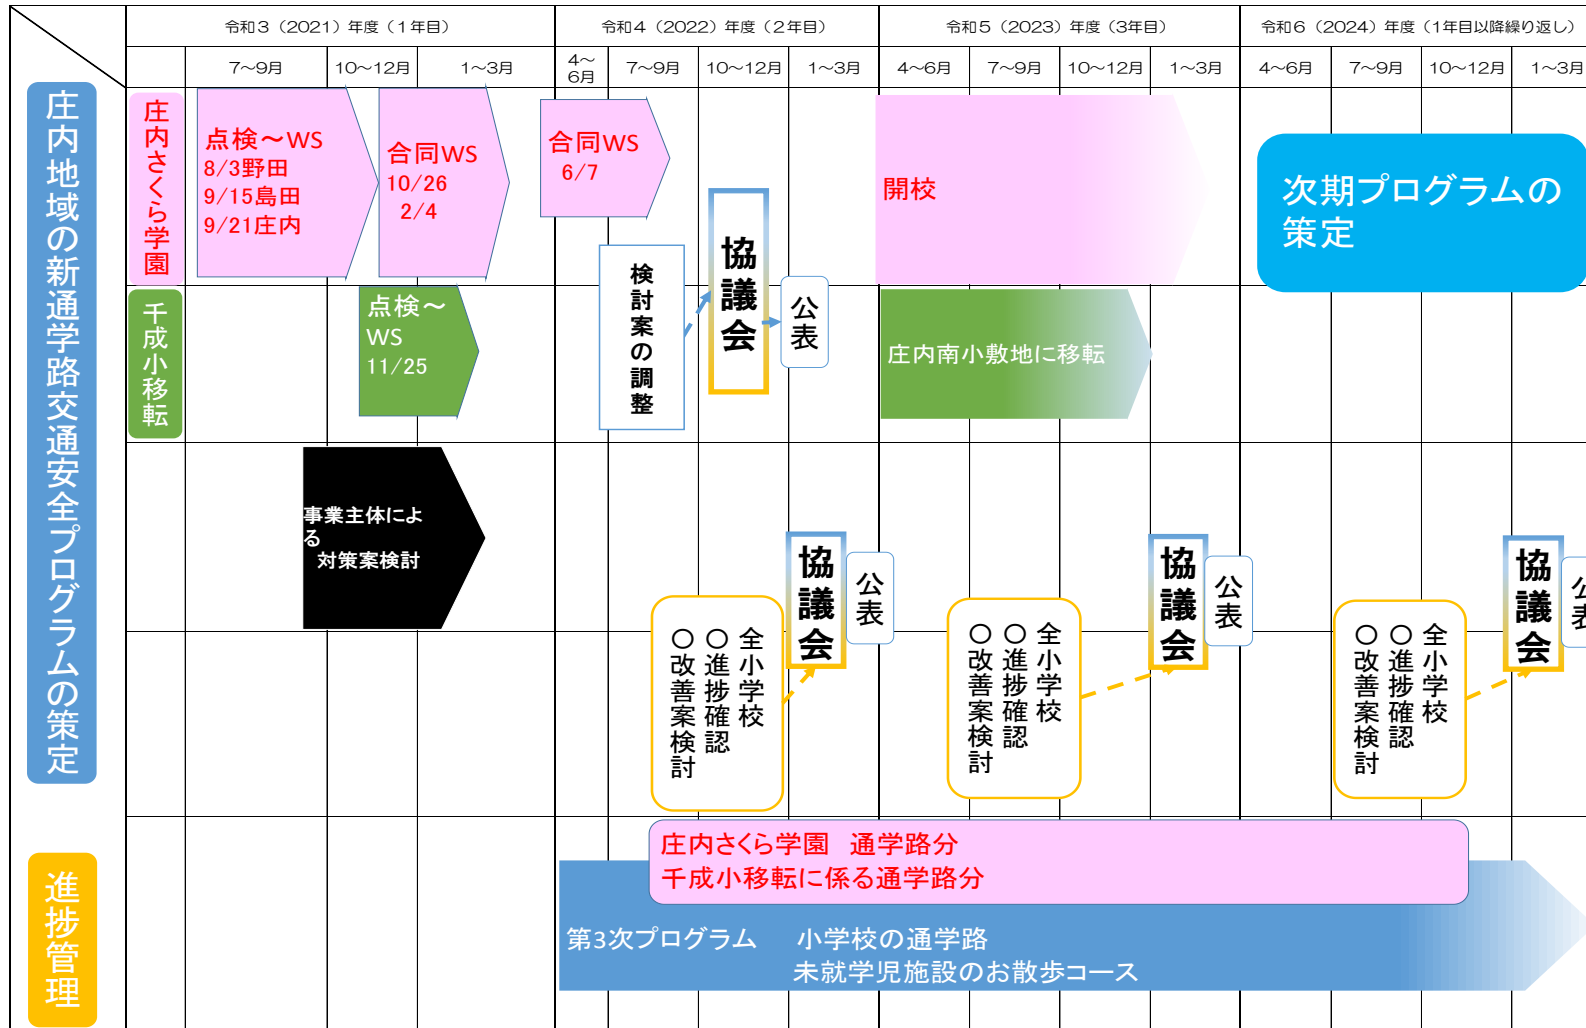 令和3（2021）年度（1年目）
令和4（2022）年度（2年目）
令和5（2023）年度（3年目）
令和6（2024）年度（1年目以降繰り返し）
7～9月
10～12月
1～3月
4～
6月
7～9月
10～12月
1～3月
4～6月
7～9月
10～12月
1～3月
4～6月
7～9月
10～12月
1～3月
庄内地域の新通学路交通安全プログラムの策定
庄内さくら学園
点検～WS
8/3野田
9/15島田
9/21庄内
合同WS
10/26
2/4
合同WS
6/7
検討案の調整
協議会
公表
開校
次期プログラムの
策定
千成小移転
点検～
WS
11/25
庄内南小敷地に移転
事業主体によ
る
対策案検討
全小学校
〇進捗確認
〇改善案検討
協議会
公表
全小学校
〇進捗確認
〇改善案検討
協議会
公表
全小学校
〇進捗確認
〇改善案検討
協議会
公表
進捗管理
庄内さくら学園　通学路分
千成小移転に係る通学路分
第3次プログラム　小学校の通学路
未就学児施設のお散歩コース